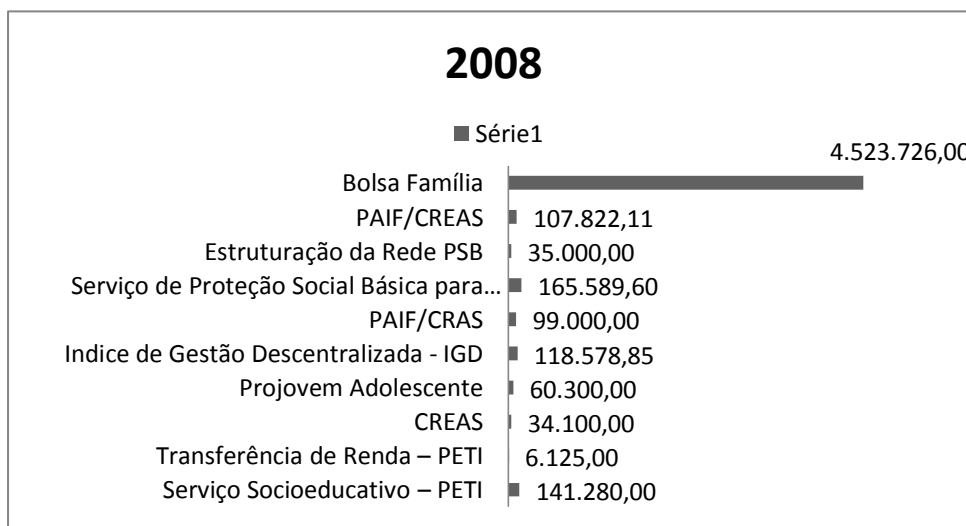 2008
Série1
4.523.726,00
Bolsa Família
PAIF/CREAS 107.822,11
Estruturação da Rede PSB 35.000,00
Serviço de Proteção Social Básica para... 165.589,60
PAIF/CRAS 99.000,00
Indice de Gestão Descentralizada - IGD 118.578,85
Projovem Adolescente 60.300,00
CREAS 34.100,00
Transferência de Renda – PETI 6.125,00
Serviço Socioeducativo – PETI 141.280,00